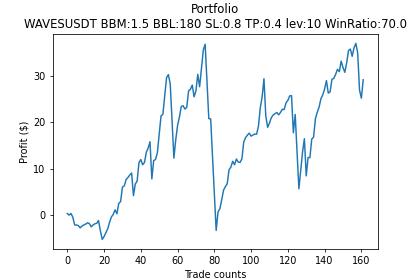 Portfolio
WAVESUSDT BBM:1.5 BBL:180 SL:0.8 TP:0.4 lev:10 WinRatio:70.0
30
20
10
0
Profit ($)
0 20 40 60 80 100 120 140 160
Trade counts